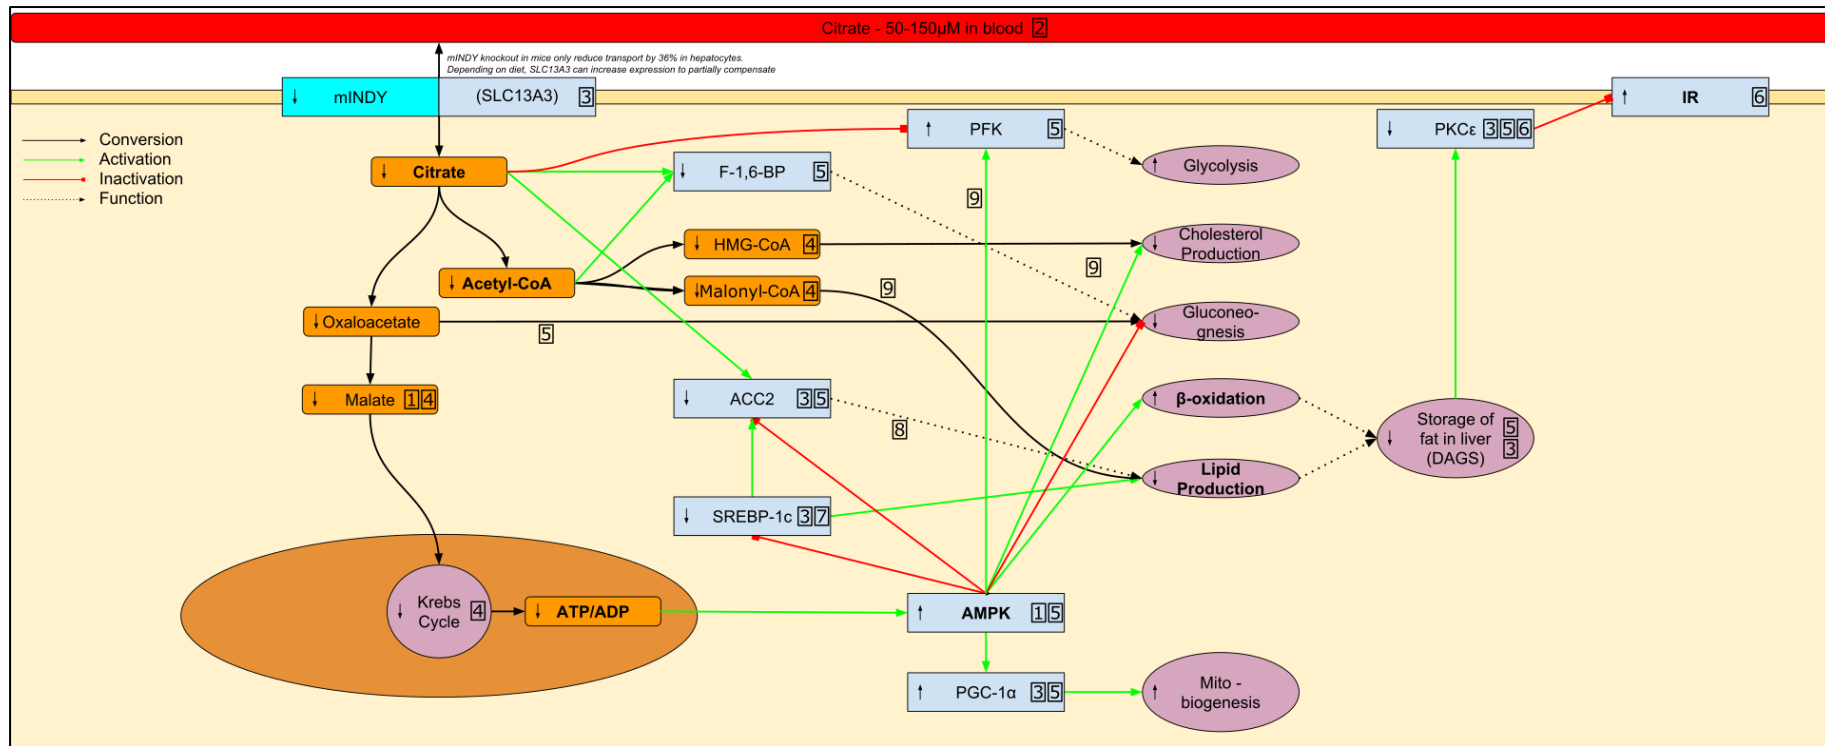 Citrate - 50-150µM in blood 2
mINDY knockout in mice only reduce transport by 36% in hepatocytes.
Depending on diet, SLC13A3 can increase expression to partially compensate
↓ mINDY
(SLC13A3) 3
↑ IR 6
Conversion
Activation
Inactivation
Function
↑ PFK 5
↓ PKCε 3 5 6
↓ Citrate
↓ F-1,6-BP 5
↑ Glycolysis
9
↓ HMG-CoA 4
↓ Cholesterol
Production
↓ Acetyl-CoA
↓Malonyl-CoA 4
9
9
↓ Oxaloacetate
5
↓ Gluconeo-
gnesis
↓ Malate 1 4
↓ ACC2 3 5
8
↑ β-oxidation
↓ Storage of
fat in liver
(DAGS)
5
3
↓ Lipid
Production
↓ SREBP-1c 3 7
↓ Krebs
Cycle
4
↓ ATP/ADP
↑ AMPK 1 5
↑ PGC-1α 3 5
↑ Mito -
biogenesis